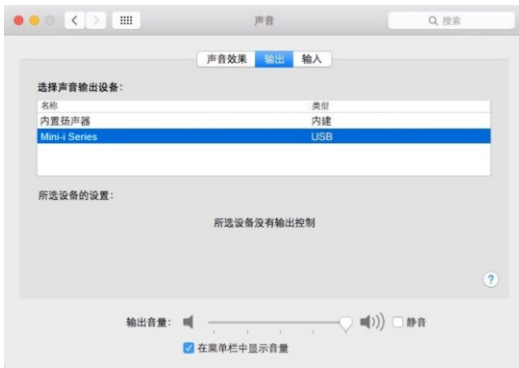 声音
搜索
声音效果 输出 输入
选择声音输出设备:
名称 类型
内置扬声器 内建
Mini-i Series USB
所选设备的设置:
所选设备没有输出控制
?
输出音量: 静音
在菜单栏中显示音量